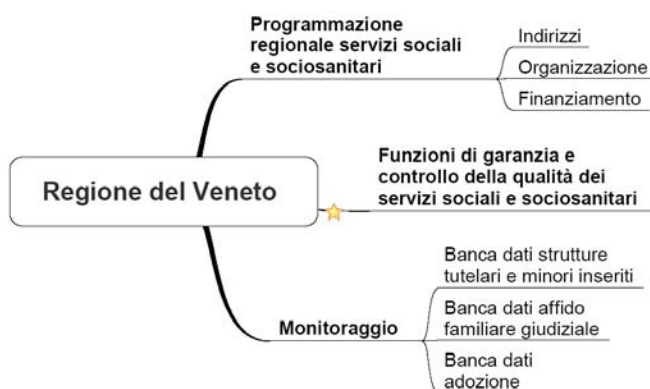 Programmazione
regionale servizi sociali
e sociosanitari
Indirizzi
Organizzazione
Finanziamento
Regione del Veneto
Funzioni di garanzia e
controllo della qualità dei
servizi sociali e sociosanitari
Monitoraggio
Banca dati strutture
tutelari e minori inseriti
Banca dati affido
familiare giudiziale
Banca dati
adozione